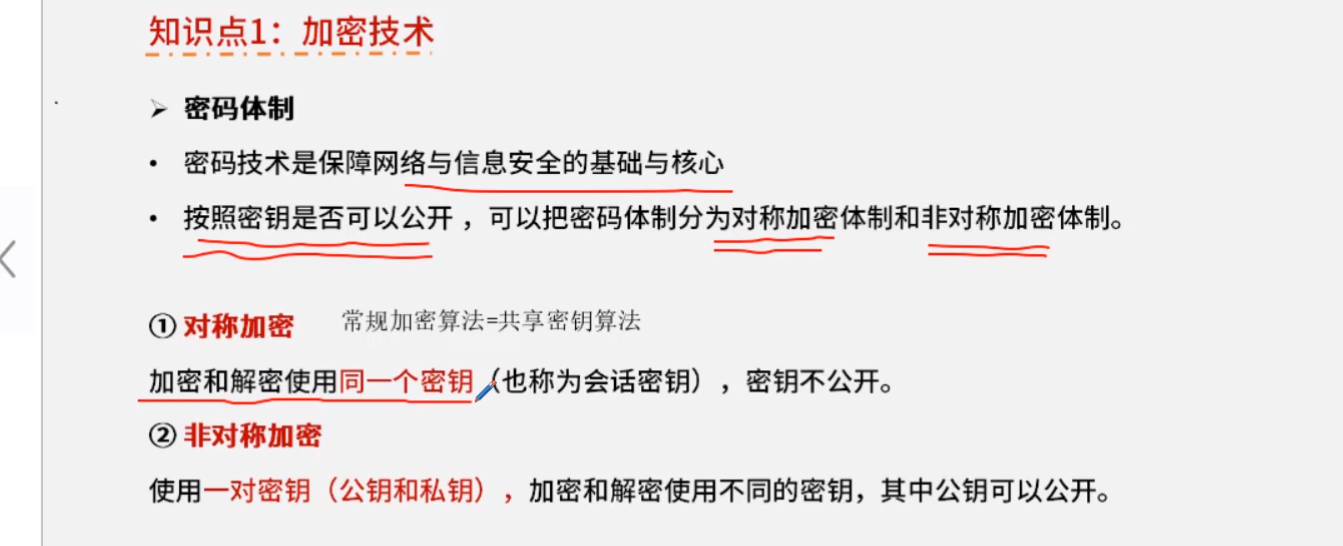 知识点1：加密技术
➢ 密码体制
• 密码技术是保障网络与信息安全的基础与核心
• 按照密钥是否可以公开，可以把密码体制分为对称加密体制和非对称加密体制。
① 对称加密 常规加密算法=共享密钥算法
加密和解密使用同一个密钥（也称为会话密钥），密钥不公开。
② 非对称加密
使用一对密钥（公钥和私钥），加密和解密使用不同的密钥，其中公钥可以公开。